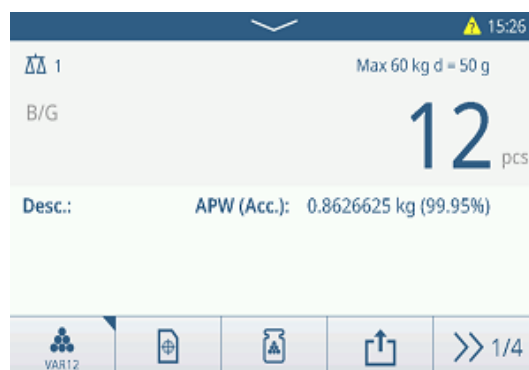 15:26
1
Max 60 kg d = 50 g
B/G
12 pcs
Desc.: APW (Acc.): 0.8626625 kg (99.95%)
VAR12
1/4